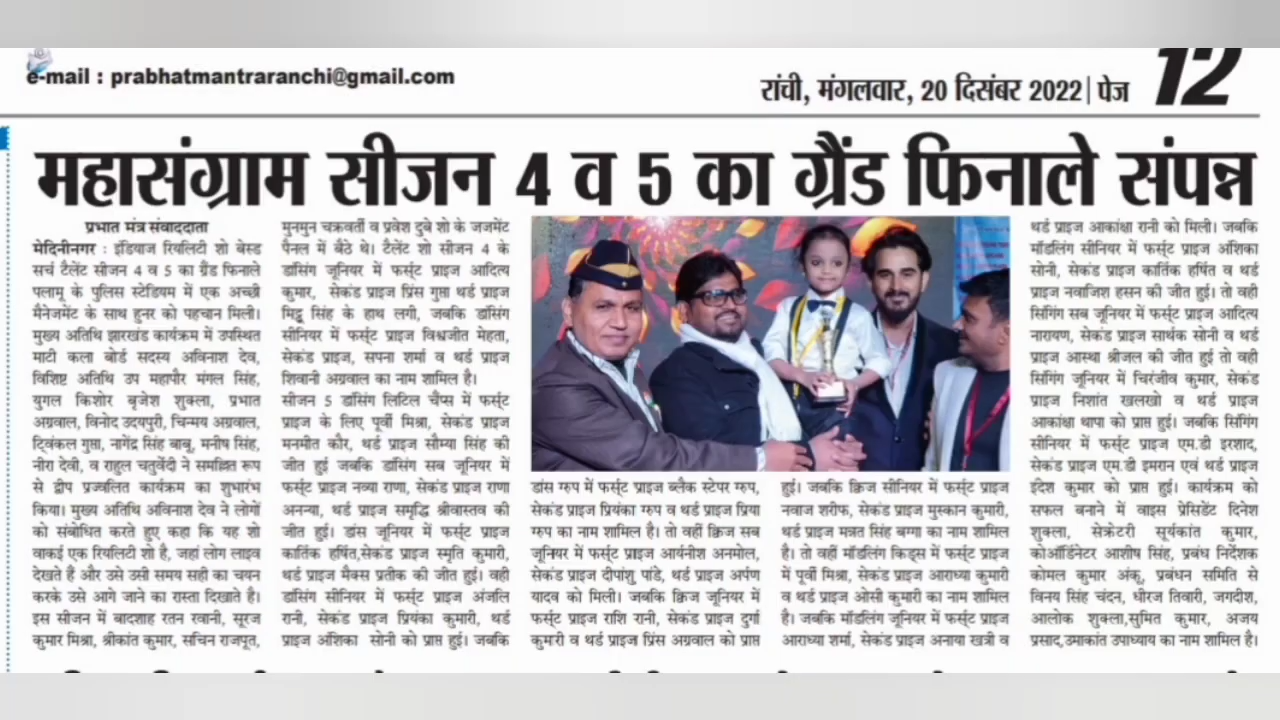 e-mail : prabhatmantraranchi@gmail.com
रांची, मंगलवार, 20 दिसंबर 2022| पेज 12
महासंग्राम सीजन 4 व 5 का ग्रैंड फिनाले संपन्न
प्रभात मंत्र संवाददाता
मेदिनीनगर : इंडियाज रियलिटी शो बेस्ड
सर्च टैलेंट सीजन 4 व 5 का ग्रैंड फिनाले
पलामू के पुलिस स्टेडियम में एक अच्छी
मैनेजमेंट के साथ हुनर को पहचान मिली।
मुख्य अतिथि झारखंड कार्यक्रम में उपस्थित
माटी कला बोर्ड सदस्य अविनाश देव,
विशिष्ट अतिथि उप महापौर मंगल सिंह,
युगल किशोर बृजेश शुक्ला, प्रभात
अग्रवाल, विनोद उदयपुरी, चिन्मय अग्रवाल,
ट्विंकल गुप्ता, नागेंद्र सिंह बाबू, मनीष सिंह,
नीरा देवी, व राहुल चतुर्वेदी ने रूप
से द्वीप प्रज्वलित कार्यक्रम का शुभारंभ
किया। मुख्य अतिथि अविनाश देव ने लोगों
को संबोधित करते हुए कहा कि यह शो
वाकई एक रियलिटी शो है, जहां लोग लाइव
देखते है और उसे उसी समय सही का चयन
करके उसे आगे जाने का रास्ता दिखाते है।
इस सीजन में बादशाह रतन रवानी, सूरज
कुमार मिश्रा, श्रीकांत कुमार, सचिन राजपूत,
मुनमुन चक्रवर्ती व प्रवेश दुबे शो के जजमेंट
पैनल में बैठे थे। टैलेंट शो सीजन 4 के
डांसिंग जूनियर में फर्स्ट प्राइज आदित्य
कुमार, सेकंड प्राइज प्रिंस गुप्ता थर्ड प्राइज
मिट्ठू सिंह के हाथ लगी, जबकि डांसिंग
सीनियर में फर्स्ट प्राइज विश्वजीत मेहता,
सेकंड प्राइज, सपना शर्मा व थर्ड प्राइज
शिवानी अग्रवाल का नाम शामिल है।
सीजन 5 डांसिंग लिटिल चैंप्स में फर्स्ट
प्राइज के लिए पूर्वी मिश्रा, सेकंड प्राइज
मनमीत कौर, थर्ड प्राइज सौम्या सिंह की
जीत हुई जबकि डांसिंग सब जूनियर में
फर्स्ट प्राइज नव्या राणा, सेकंड प्राइज राणा
अनन्या, थर्ड प्राइज समृद्धि श्रीवास्तव की
जीत हुई। डांस जूनियर में फर्स्ट प्राइज
कार्तिक हर्षित,सेकंड प्राइज स्मृति कुमारी,
थर्ड प्राइज मैक्स प्रतीक की जीत हुई। वही
डांसिंग सीनियर में फर्स्ट प्राइज अंजलि
रानी, सेकंड प्राइज प्रियंका कुमारी, थर्ड
प्राइज अंशिका सोनी को प्राप्त हुई। जबकि
डांस ग्रुप में फर्स्ट प्राइज ब्लैक स्टेपर ग्रुप,
सेकंड प्राइज प्रियंका ग्रुप व थर्ड प्राइज प्रिया
ग्रुप का नाम शामिल है। तो वहीं क्रिज सब
जूनियर में फर्स्ट प्राइज आर्यनीश अनमोल,
सेकंड प्राइज दीपांशु पांडे, थर्ड प्राइज अर्पण
यादव को मिली। जबकि क्रिज जूनियर में
फर्स्ट प्राइज राशि रानी, सेकंड प्राइज दुर्गा
कुमारी व थर्ड प्राइज प्रिंस अग्रवाल को प्राप्त
हुई। जबकि क्रिज सीनियर में फर्स्ट प्राइज
नवाज शरीफ, सेकंड प्राइज मुस्कान कुमारी,
थर्ड प्राइज मन्नत सिंह बग्गा का नाम शामिल
है। तो वहीं मॉडलिंग किड्स में फर्स्ट प्राइज
में पूर्वी मिश्रा, सेकंड प्राइज आराध्या कुमारी
व थर्ड प्राइज ओसी कुमारी का नाम शामिल
है। जबकि मॉडलिंग जूनियर में फर्स्ट प्राइज
आराध्या शर्मा, सेकंड प्राइज अनाया खत्री व
थर्ड प्राइज आकांक्षा रानी को मिली। जबकि
मॉडलिंग सीनियर में फर्स्ट प्राइज अंशिका
सोनी, सेकंड प्राइज कार्तिक हर्षित व थर्ड
प्राइज नवाजिश हसन की जीत हुई। तो वही
सिंगिंग सब जूनियर में फर्स्ट प्राइज आदित्य
नारायण, सेकंड प्राइज सार्थक सोनी व थर्ड
प्राइज आस्था श्रीजल की जीत हुई तो वही
सिंगिंग जूनियर में चिरंजीव कुमार, सेकंड
प्राइज निशांत खलखो व थर्ड प्राइज
आकांक्षा थापा को प्राप्त हुई। जबकि सिंगिंग
सीनियर में फर्स्ट प्राइज एम.डी इरशाद,
सेकंड प्राइज एम.डी इमरान एवं थर्ड प्राइज
इंदेश कुमार को प्राप्त हुई। कार्यक्रम को
सफल बनाने में वाइस प्रेसिडेंट दिनेश
शुक्ला, सेक्रेटरी सूर्यकांत कुमार,
कोऑर्डिनेटर आशीष सिंह, प्रबंध निर्देशक
कोमल कुमार अंकू, प्रबंधन समिति से
विनय सिंह चंदन, धीरज तिवारी, जगदीश,
आलोक शुक्ला,सुमित कुमार, अजय
प्रसाद,उमाकांत उपाध्याय का नाम शामिल है।